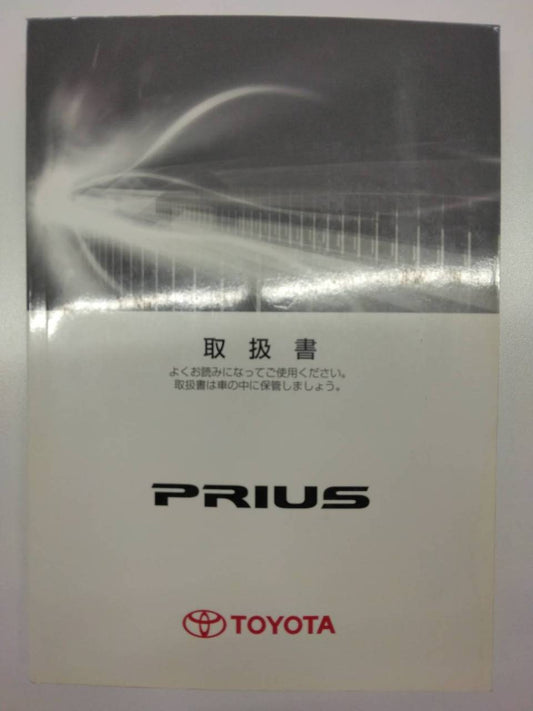 取扱書
よくお読みになってご使用ください。
取扱書は車の中に保管しましょう。
PRIUS
TOYOTA